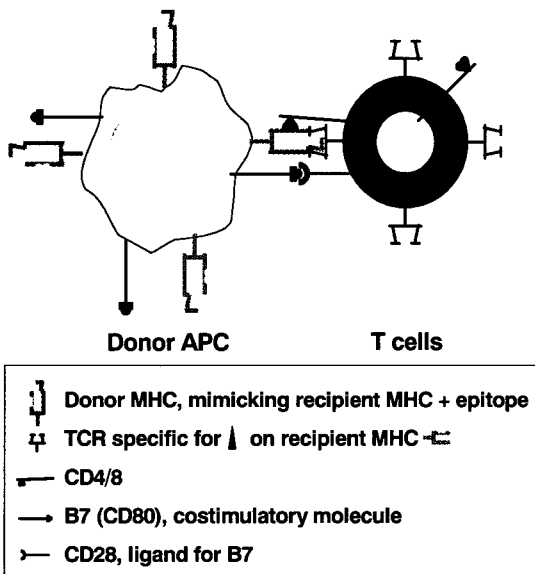 Donor APC
T cells
Donor MHC, mimicking recipient MHC + epitope
TCR specific for on recipient MHC
CD4/8
B7 (CD80), costimulatory molecule
CD28, ligand for B7